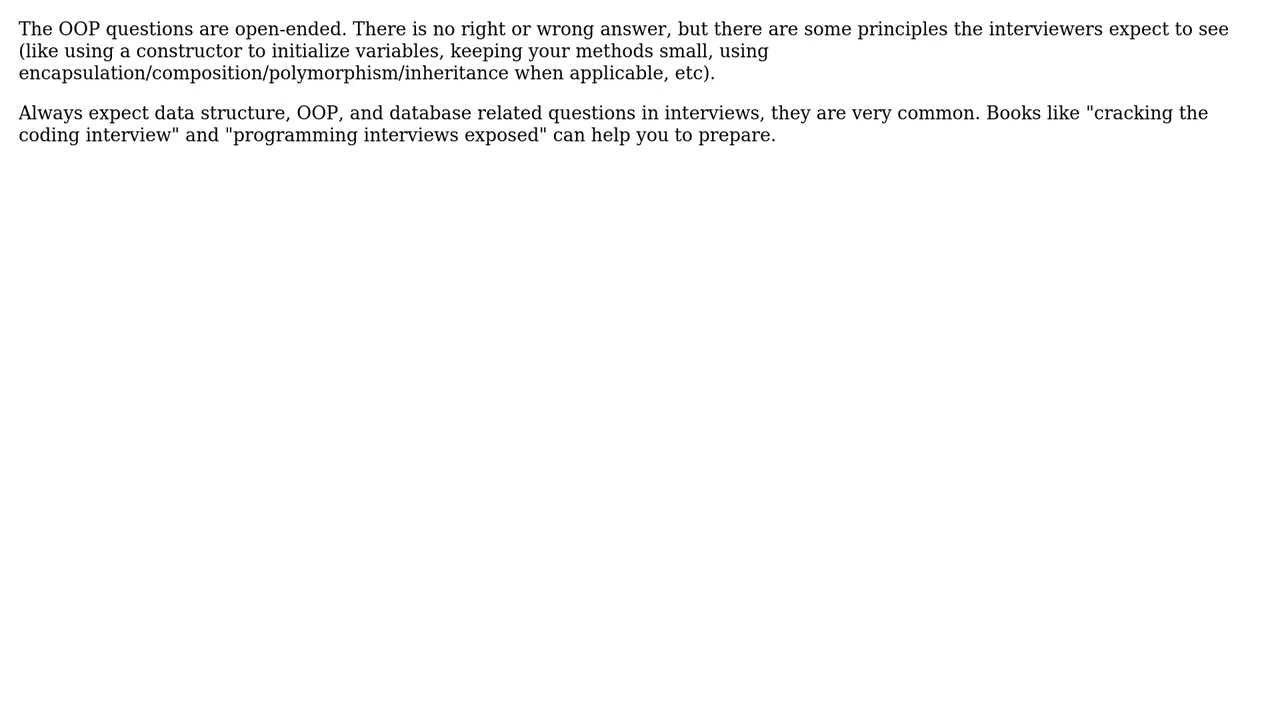 The OOP questions are open-ended. There is no right or wrong answer, but there are some principles the interviewers expect to see
(like using a constructor to initialize variables, keeping your methods small, using
encapsulation/composition/polymorphism/inheritance when applicable, etc).
Always expect data structure, OOP, and database related questions in interviews, they are very common. Books like "cracking the
coding interview" and "programming interviews exposed" can help you to prepare.